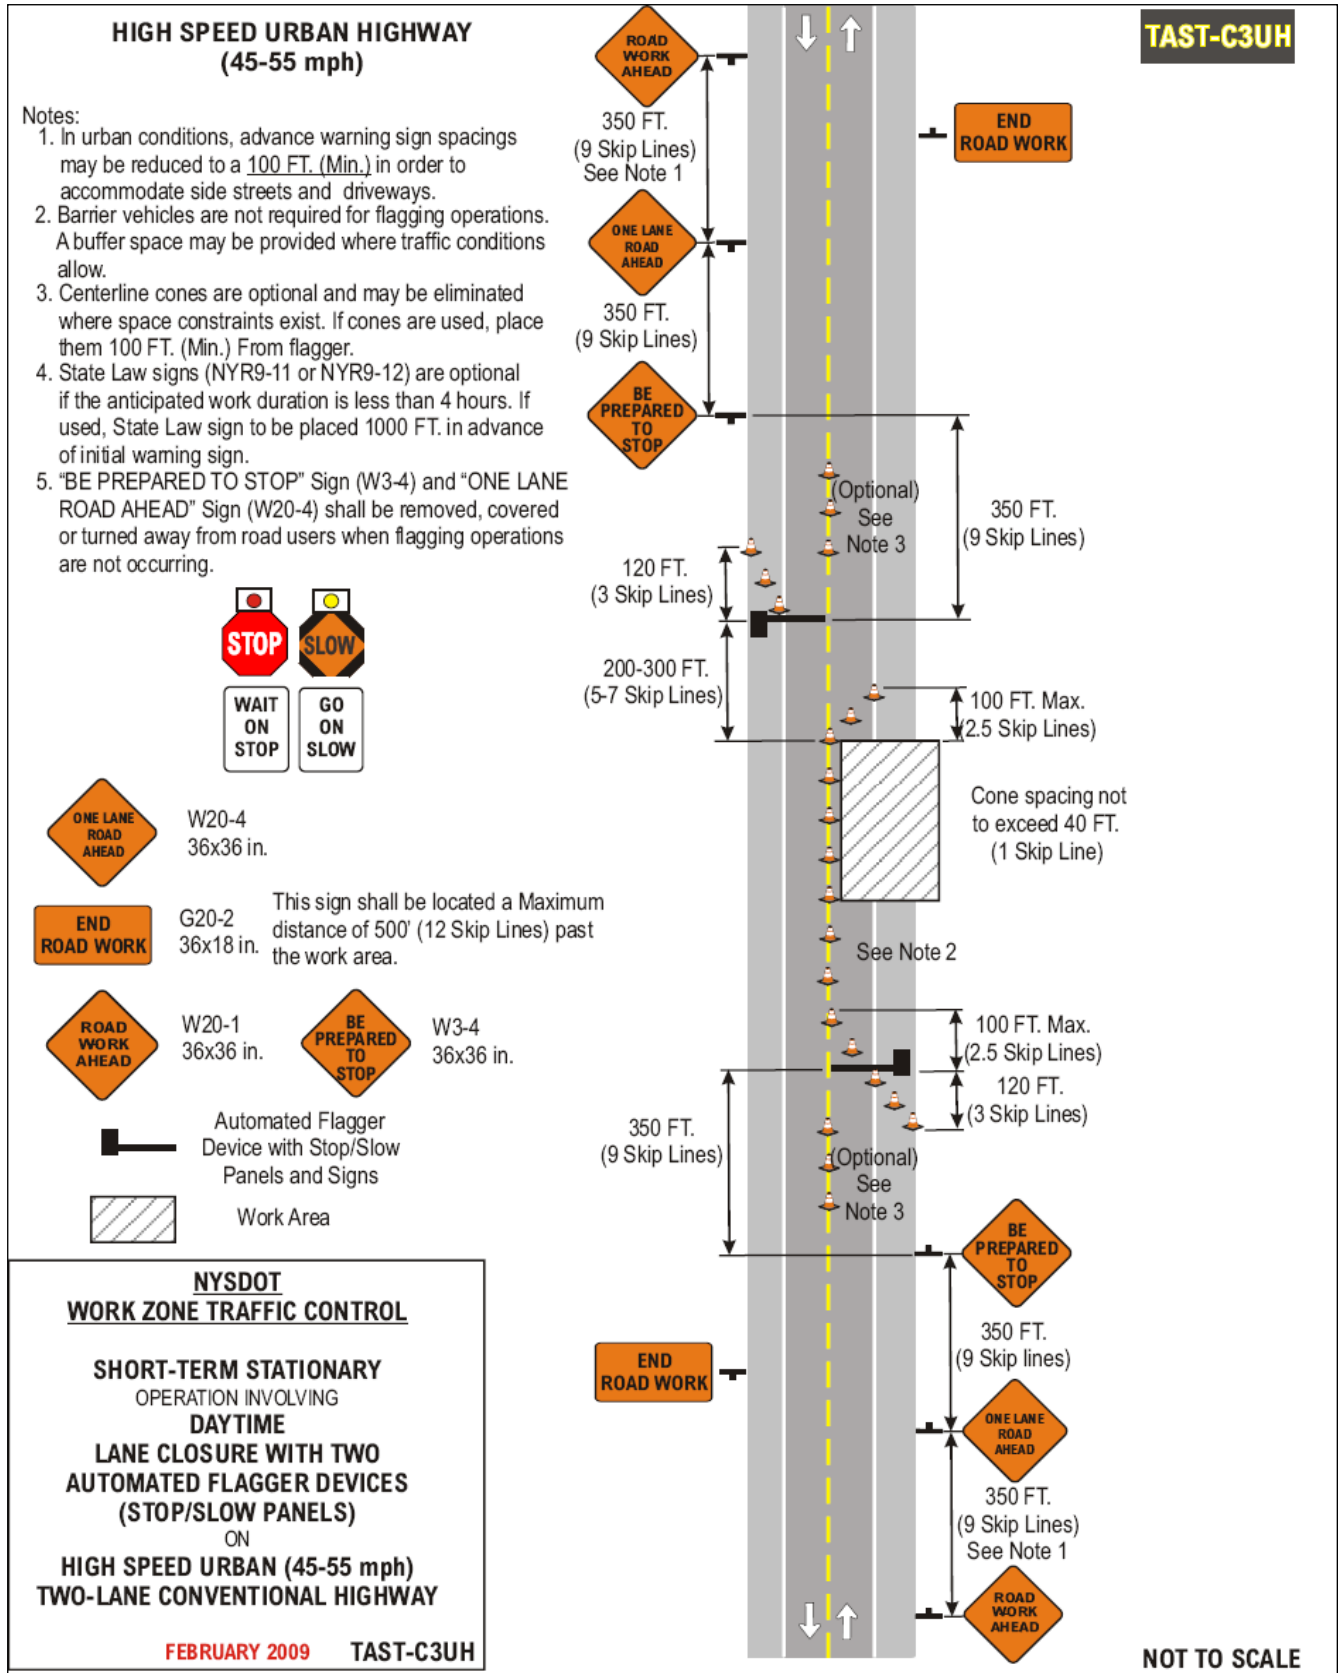 HIGH SPEED URBAN HIGHWAY
(45-55 mph)
TAST-C3UH
Notes:
1. In urban conditions, advance warning sign spacings
may be reduced to a 100 FT. (Min.) in order to
accommodate side streets and driveways.
2. Barrier vehicles are not required for flagging operations.
A buffer space may be provided where traffic conditions
allow.
3. Centerline cones are optional and may be eliminated
where space constraints exist. If cones are used, place
them 100 FT. (Min.) From flagger.
4. State Law signs (NYR9-11 or NYR9-12) are optional
if the anticipated work duration is less than 4 hours. If
used, State Law sign to be placed 1000 FT. in advance
of initial warning sign.
5. “BE PREPARED TO STOP” Sign (W3-4) and “ONE LANE
ROAD AHEAD” Sign (W20-4) shall be removed, covered
or turned away from road users when flagging operations
are not occurring.
STOP
SLOW
WAIT
ON
STOP
GO
ON
SLOW
ONE LANE
ROAD
AHEAD
W20-4
36x36 in.
END
ROAD WORK
G20-2
36x18 in.
This sign shall be located a Maximum
distance of 500' (12 Skip Lines) past
the work area.
ROAD
WORK
AHEAD
W20-1
36x36 in.
BE
PREPARED
TO
STOP
W3-4
36x36 in.
Automated Flagger
Device with Stop/Slow
Panels and Signs
Work Area
NYSDOT
WORK ZONE TRAFFIC CONTROL
SHORT-TERM STATIONARY
OPERATION INVOLVING
DAYTIME
LANE CLOSURE WITH TWO
AUTOMATED FLAGGER DEVICES
(STOP/SLOW PANELS)
ON
HIGH SPEED URBAN (45-55 mph)
TWO-LANE CONVENTIONAL HIGHWAY
FEBRUARY 2009 TAST-C3UH
ROAD
WORK
AHEAD
350 FT.
(9 Skip Lines)
See Note 1
END
ROAD WORK
ONE LANE
ROAD
AHEAD
350 FT.
(9 Skip Lines)
BE
PREPARED
TO
STOP
(Optional)
See
Note 3
350 FT.
(9 Skip Lines)
120 FT.
(3 Skip Lines)
200-300 FT.
(5-7 Skip Lines)
100 FT. Max.
(2.5 Skip Lines)
Cone spacing not
to exceed 40 FT.
(1 Skip Line)
See Note 2
100 FT. Max.
(2.5 Skip Lines)
120 FT.
(3 Skip Lines)
350 FT.
(9 Skip Lines)
(Optional)
See
Note 3
BE
PREPARED
TO
STOP
350 FT.
(9 Skip lines)
END
ROAD WORK
ONE LANE
ROAD
AHEAD
350 FT.
(9 Skip Lines)
See Note 1
ROAD
WORK
AHEAD
NOT TO SCALE